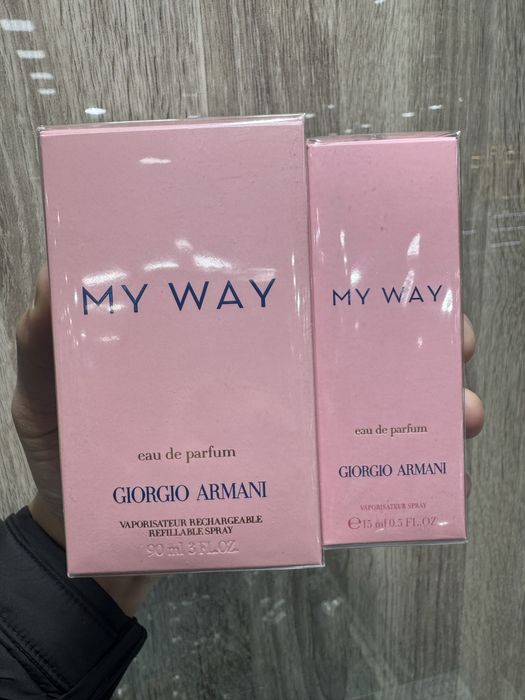 MY WAY
eau de parfum
GIORGIO ARMANI
VAPORISATEUR RECHARGEABLE
REFILLABLE SPRAY
90 ml 3 FL.OZ.
MY WAY
eau de parfum
GIORGIO ARMANI
VAPORISATEUR SPRAY
℮ 15 ml 0.5 FL.OZ